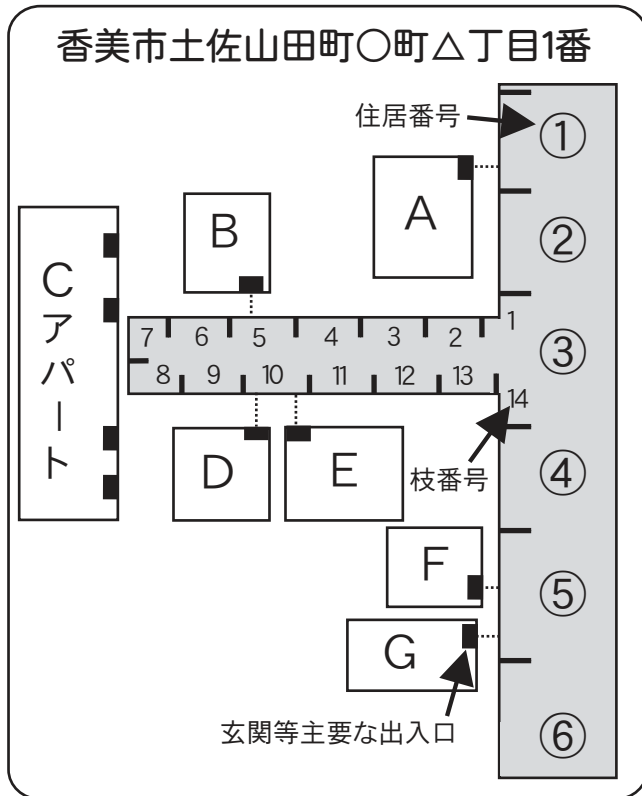 香美市土佐山田町○町△丁目1番
住居番号
①
A
②
B
1
Cアパート
7 6 5 4 3 2
③
8 9 10 11 12 13
14
D
E
枝番号
④
F
⑤
G
玄関等主要な出入口
⑥